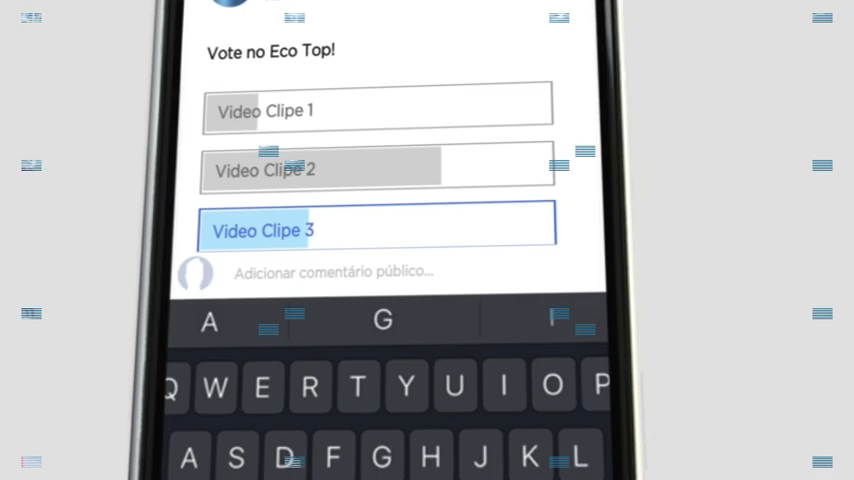 Vote no Eco Top!
Video Clipe 1
Video Clipe 2
Video Clipe 3
Adicionar comentário público...
A G I
Q W E R T Y U I O P
A S D F G H J K L